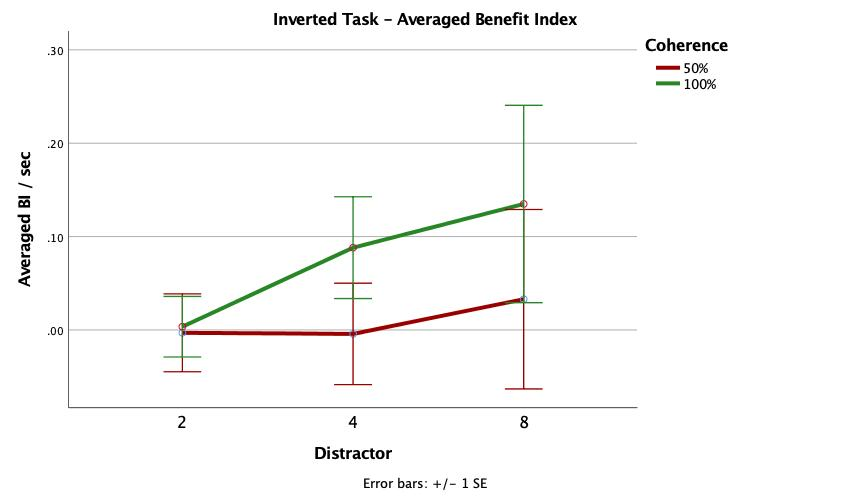 Inverted Task – Averaged Benefit Index
Coherence
50%
100%
Averaged BI / sec
.30
.20
.10
.00
2 4 8
Distractor
Error bars: +/– 1 SE